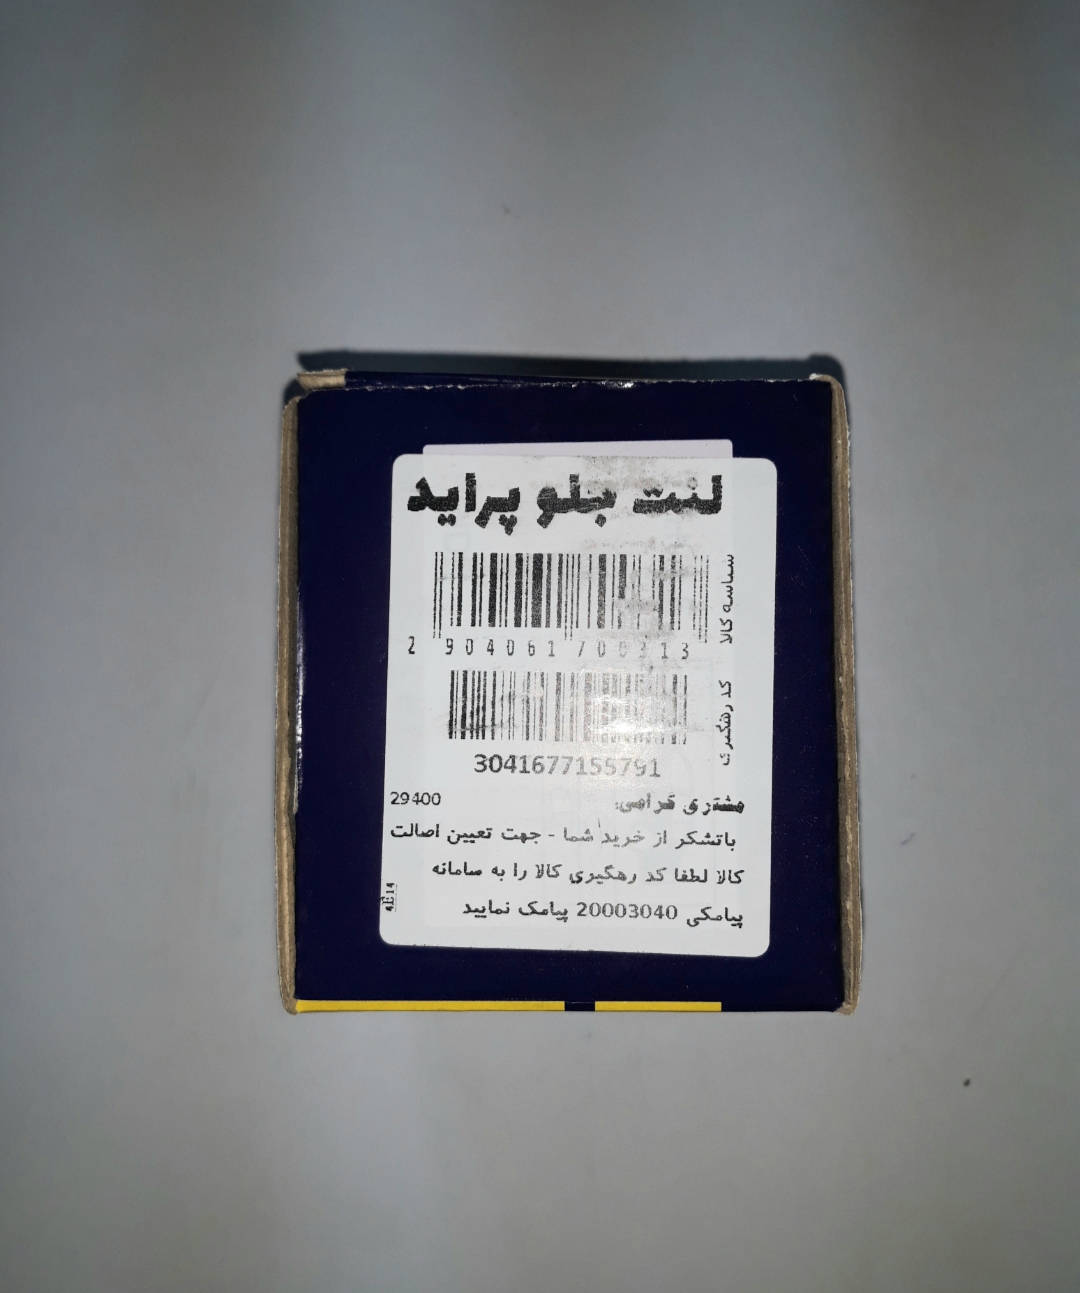 لنت جلو پراید
شناسه کالا
2 904061 700313
کد رهگیری
3041677155791
مشتری گرامی:
29400
باتشکر از خرید شما - جهت تعیین اصالت
کالا لطفا کد رهگیری کالا را به سامانه
پیامکی 20003040 پیامک نمایید
4E14